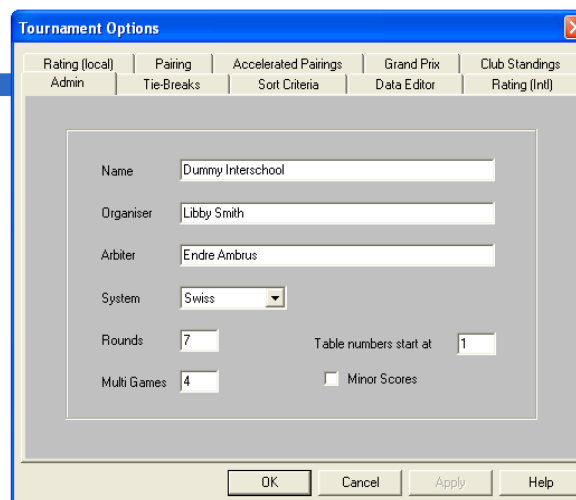 Tournament Options
Rating (local) Pairing Accelerated Pairings Grand Prix Club Standings
Admin Tie-Breaks Sort Criteria Data Editor Rating (Intl)
Name Dummy Interschool
Organiser Libby Smith
Arbiter Endre Ambrus
System Swiss
Rounds 7 Table numbers start at 1
Multi Games 4 Minor Scores
OK Cancel Apply Help